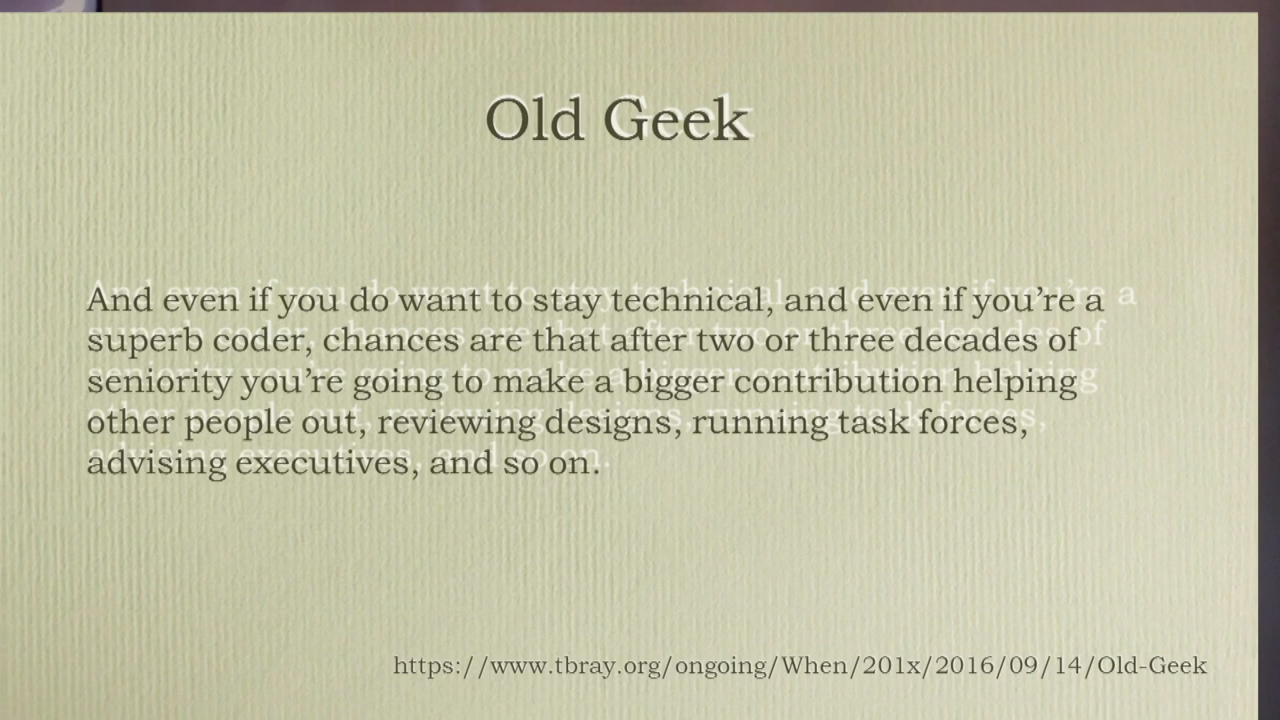 Old Geek
And even if you do want to stay technical, and even if you’re a
superb coder, chances are that after two or three decades of
seniority you’re going to make a bigger contribution helping
other people out, reviewing designs, running task forces,
advising executives, and so on.
https://www.tbray.org/ongoing/When/201x/2016/09/14/Old-Geek